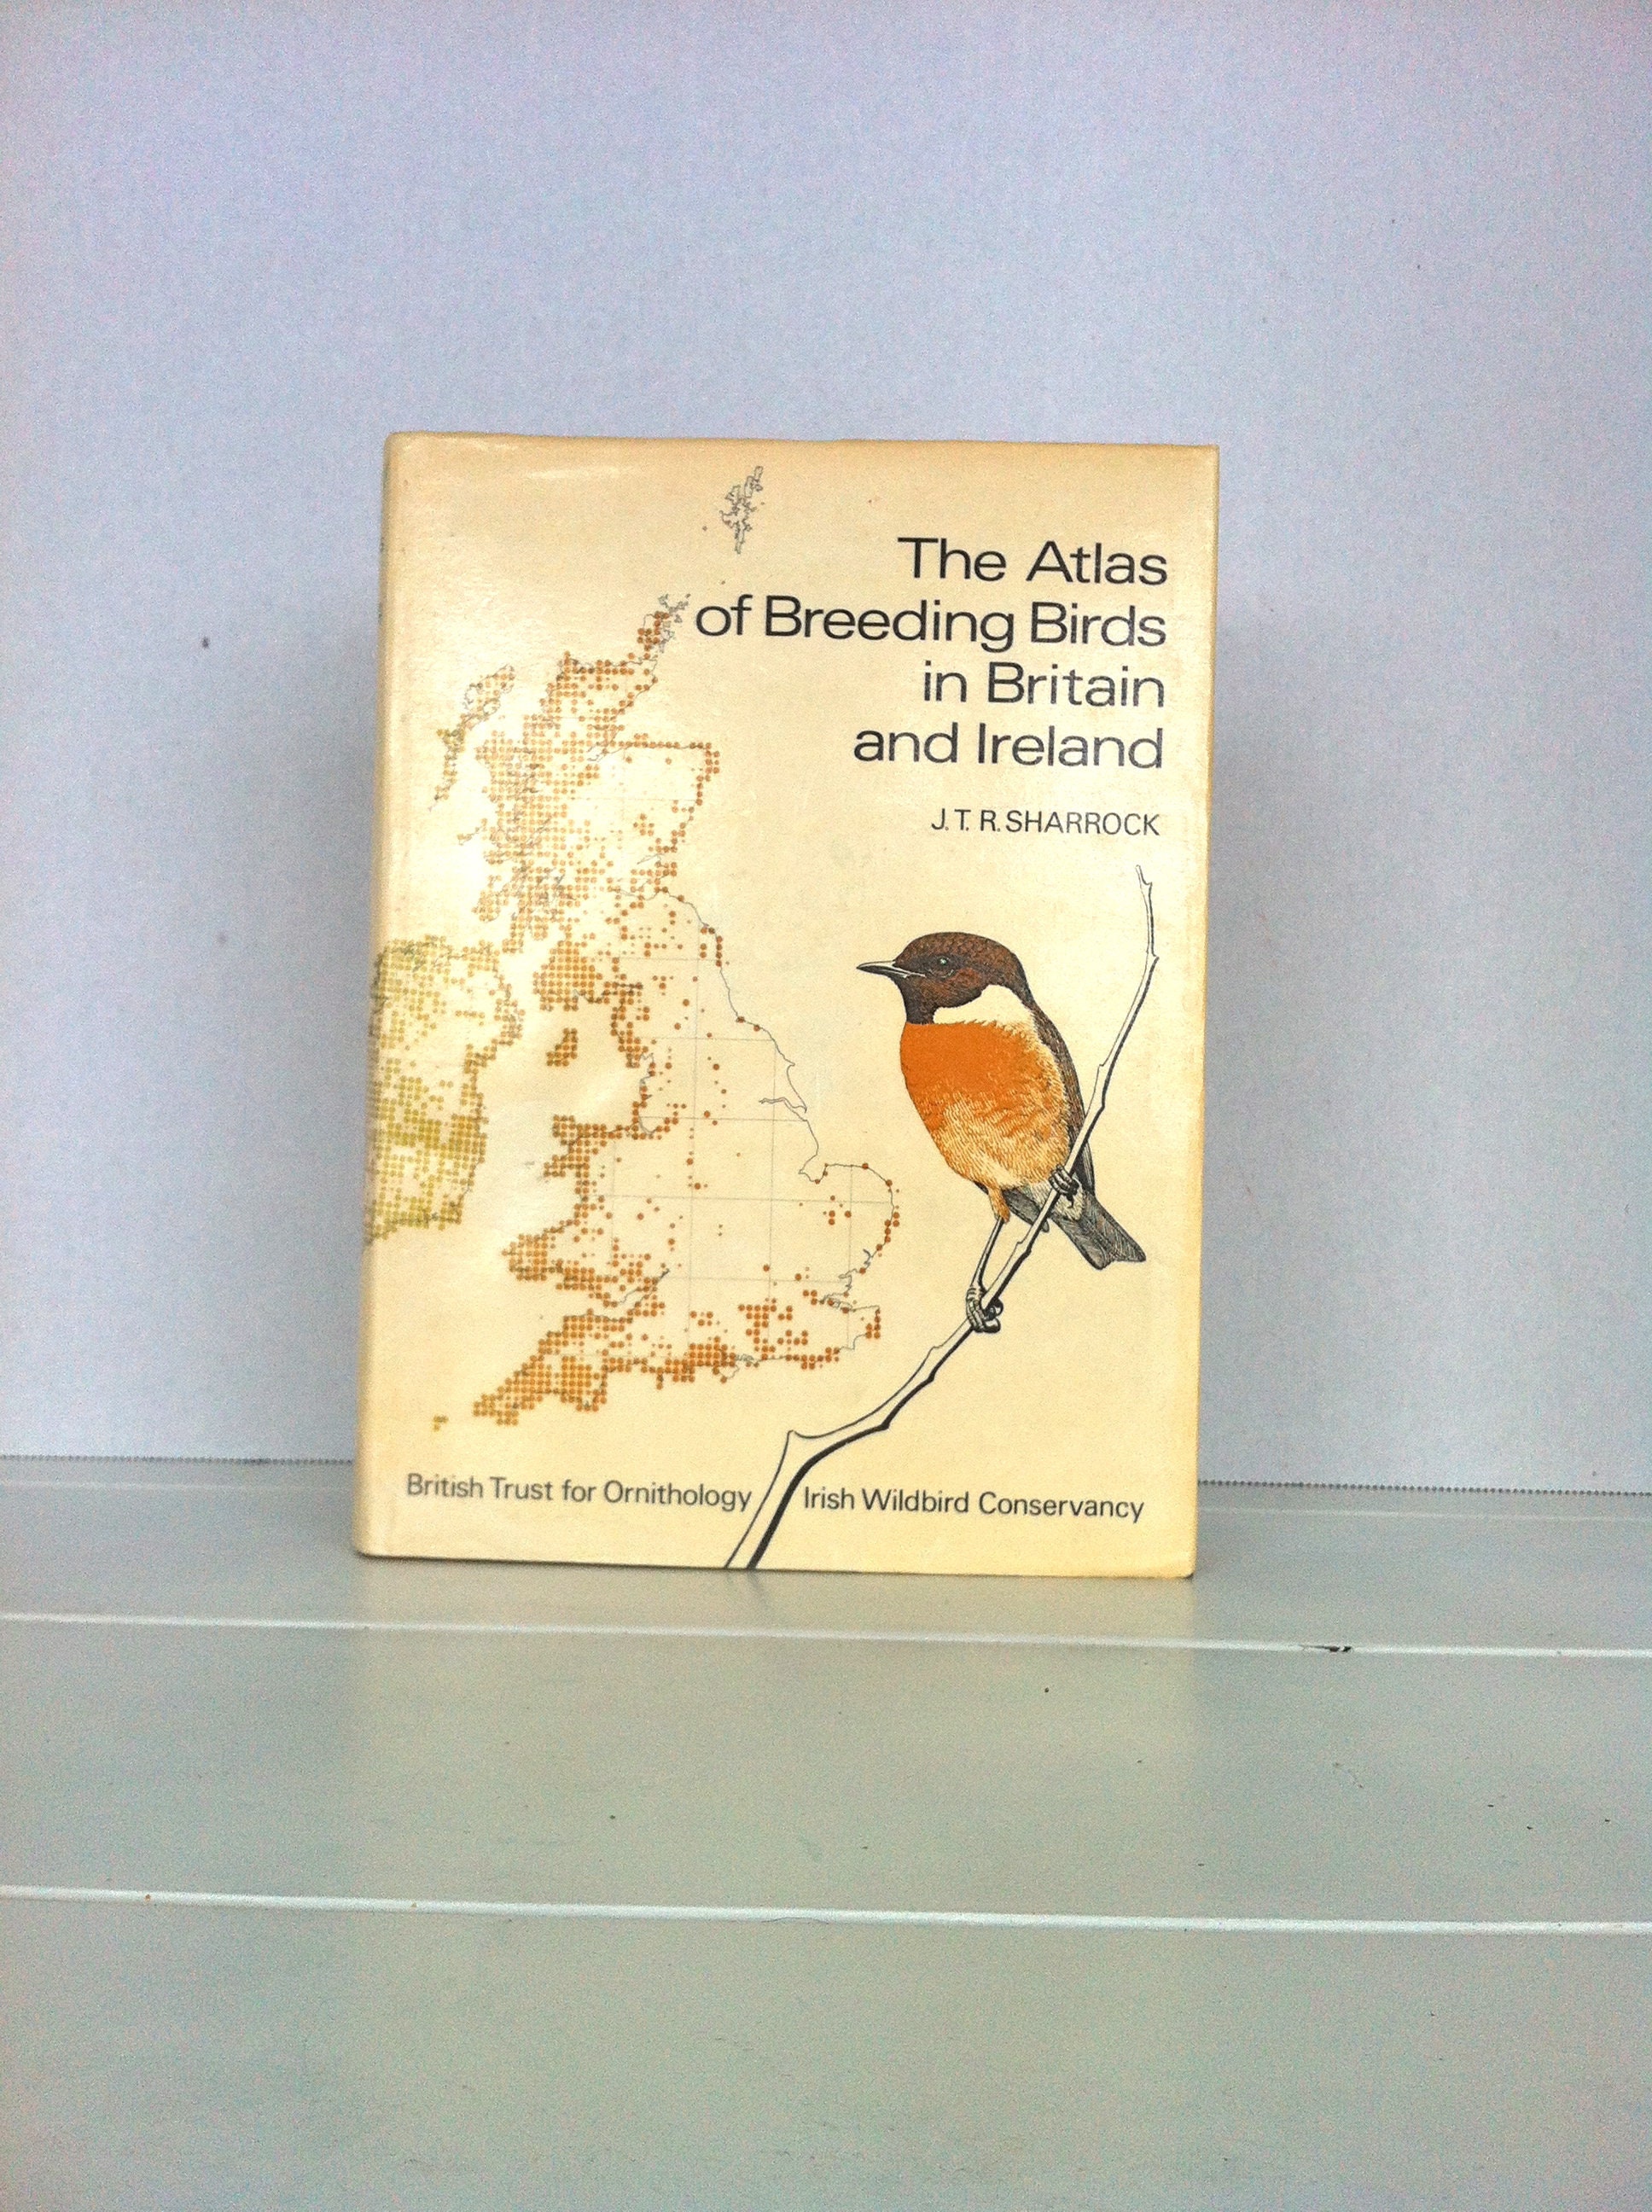 The Atlas
of Breeding Birds
in Britain
and Ireland
J.T.R.SHARROCK
British Trust for Ornithology
Irish Wildbird Conservancy